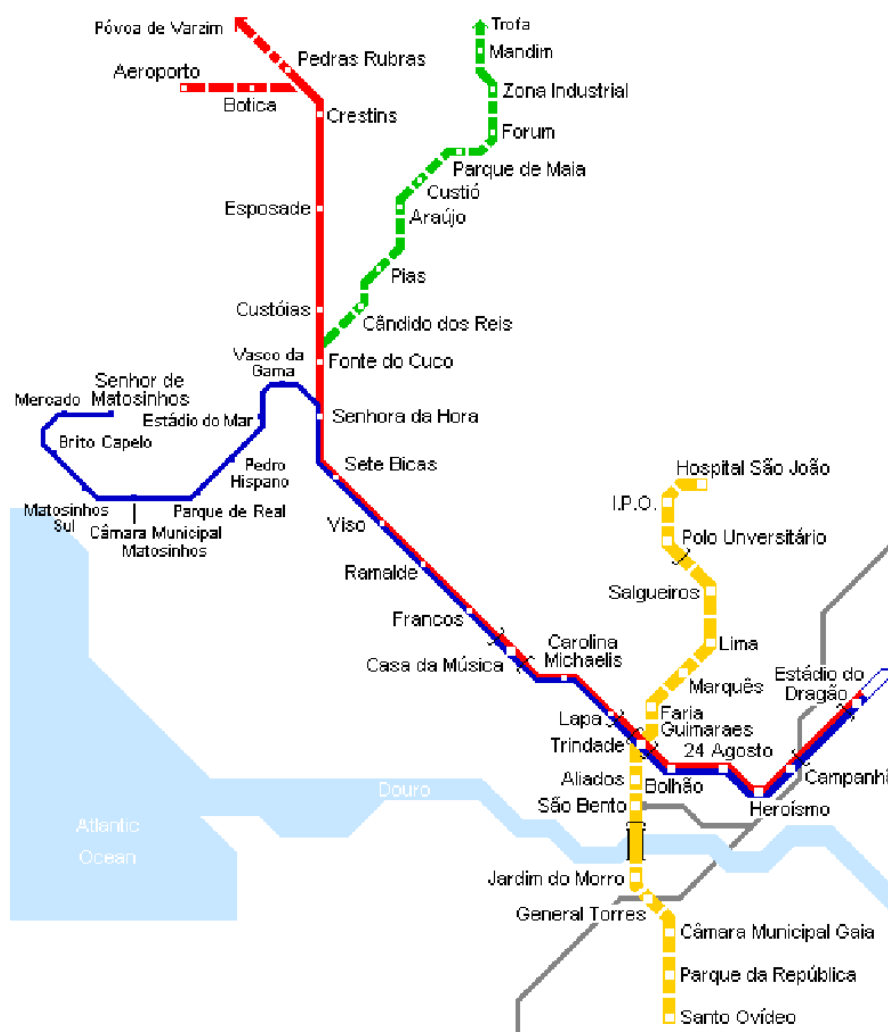 Póvoa de Varzim
Trofa
Mandim
Pedras Rubras
Aeroporto
Botica
Zona Industrial
Crestins
Forum
Parque de Maia
Custió
Esposade
Araújo
Pias
Custóias
Cândido dos Reis
Vasco da
Gama
Fonte do Cuco
Senhor de
Matosinhos
Mercado
Estádio do Mar
Senhora da Hora
Brito Capelo
Pedro
Hispano
Sete Bicas
Hospital São João
Matosinhos
Sul
Parque de Real
Câmara Municipal
Matosinhos
Viso
I.P.O.
Polo Unversitário
Ramalde
Salgueiros
Francos
Carolina
Michaelis
Lima
Casa da Música
Marquês
Estádio do
Dragão
Lapa
Faria
Guimaraes
Trindade
24 Agosto
Aliados
Bolhão
Campanhê
Douro
São Bento
Heroísmo
Atlantic
Ocean
Jardim do Morro
General Torres
Câmara Municipal Gaia
Parque da República
Santo Ovídeo